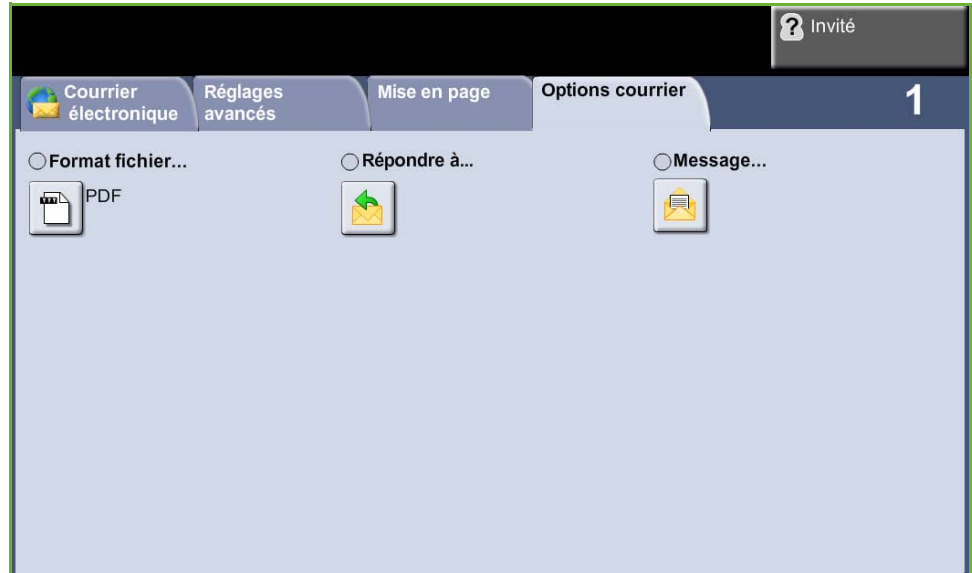 ? Invité
Courrier électronique
Réglages avancés
Mise en page
Options courrier
1
Format fichier...
Répondre à...
Message...
PDF